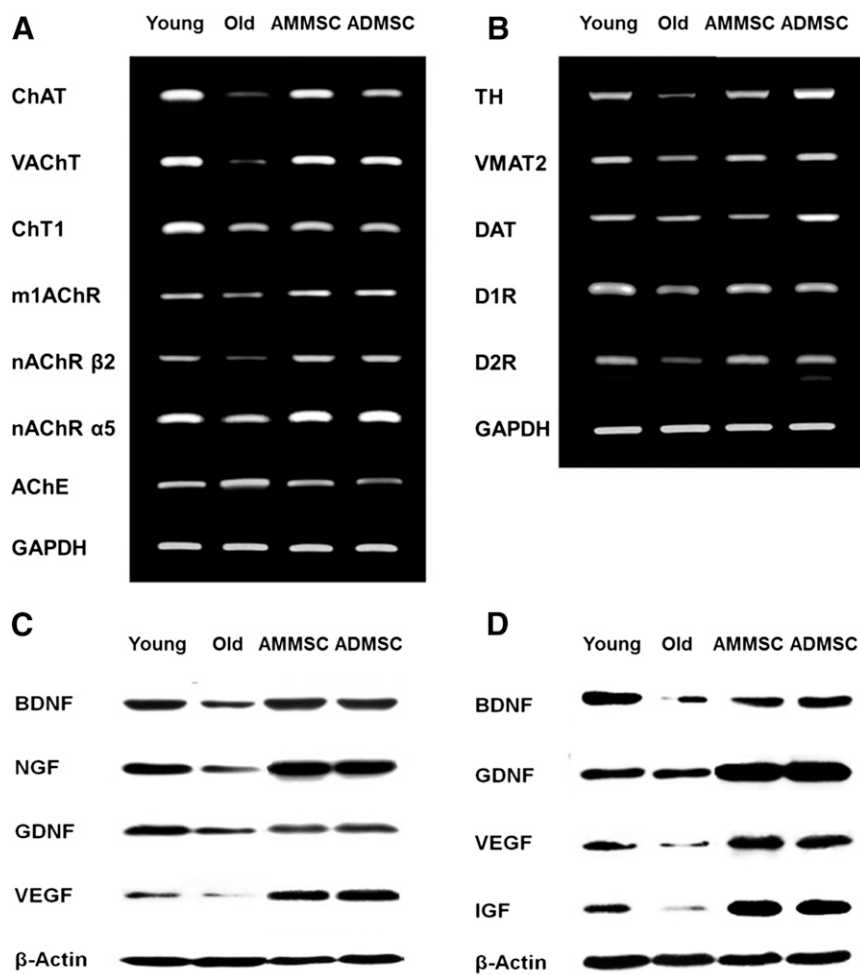 A
Young Old AMMSC ADMSC
ChAT
VAChT
ChT1
m1AChR
nAChR β2
nAChR α5
AChE
GAPDH
B
Young Old AMMSC ADMSC
TH
VMAT2
DAT
D1R
D2R
GAPDH
C
Young Old AMMSC ADMSC
BDNF
NGF
GDNF
VEGF
β-Actin
D
Young Old AMMSC ADMSC
BDNF
GDNF
VEGF
IGF
β-Actin